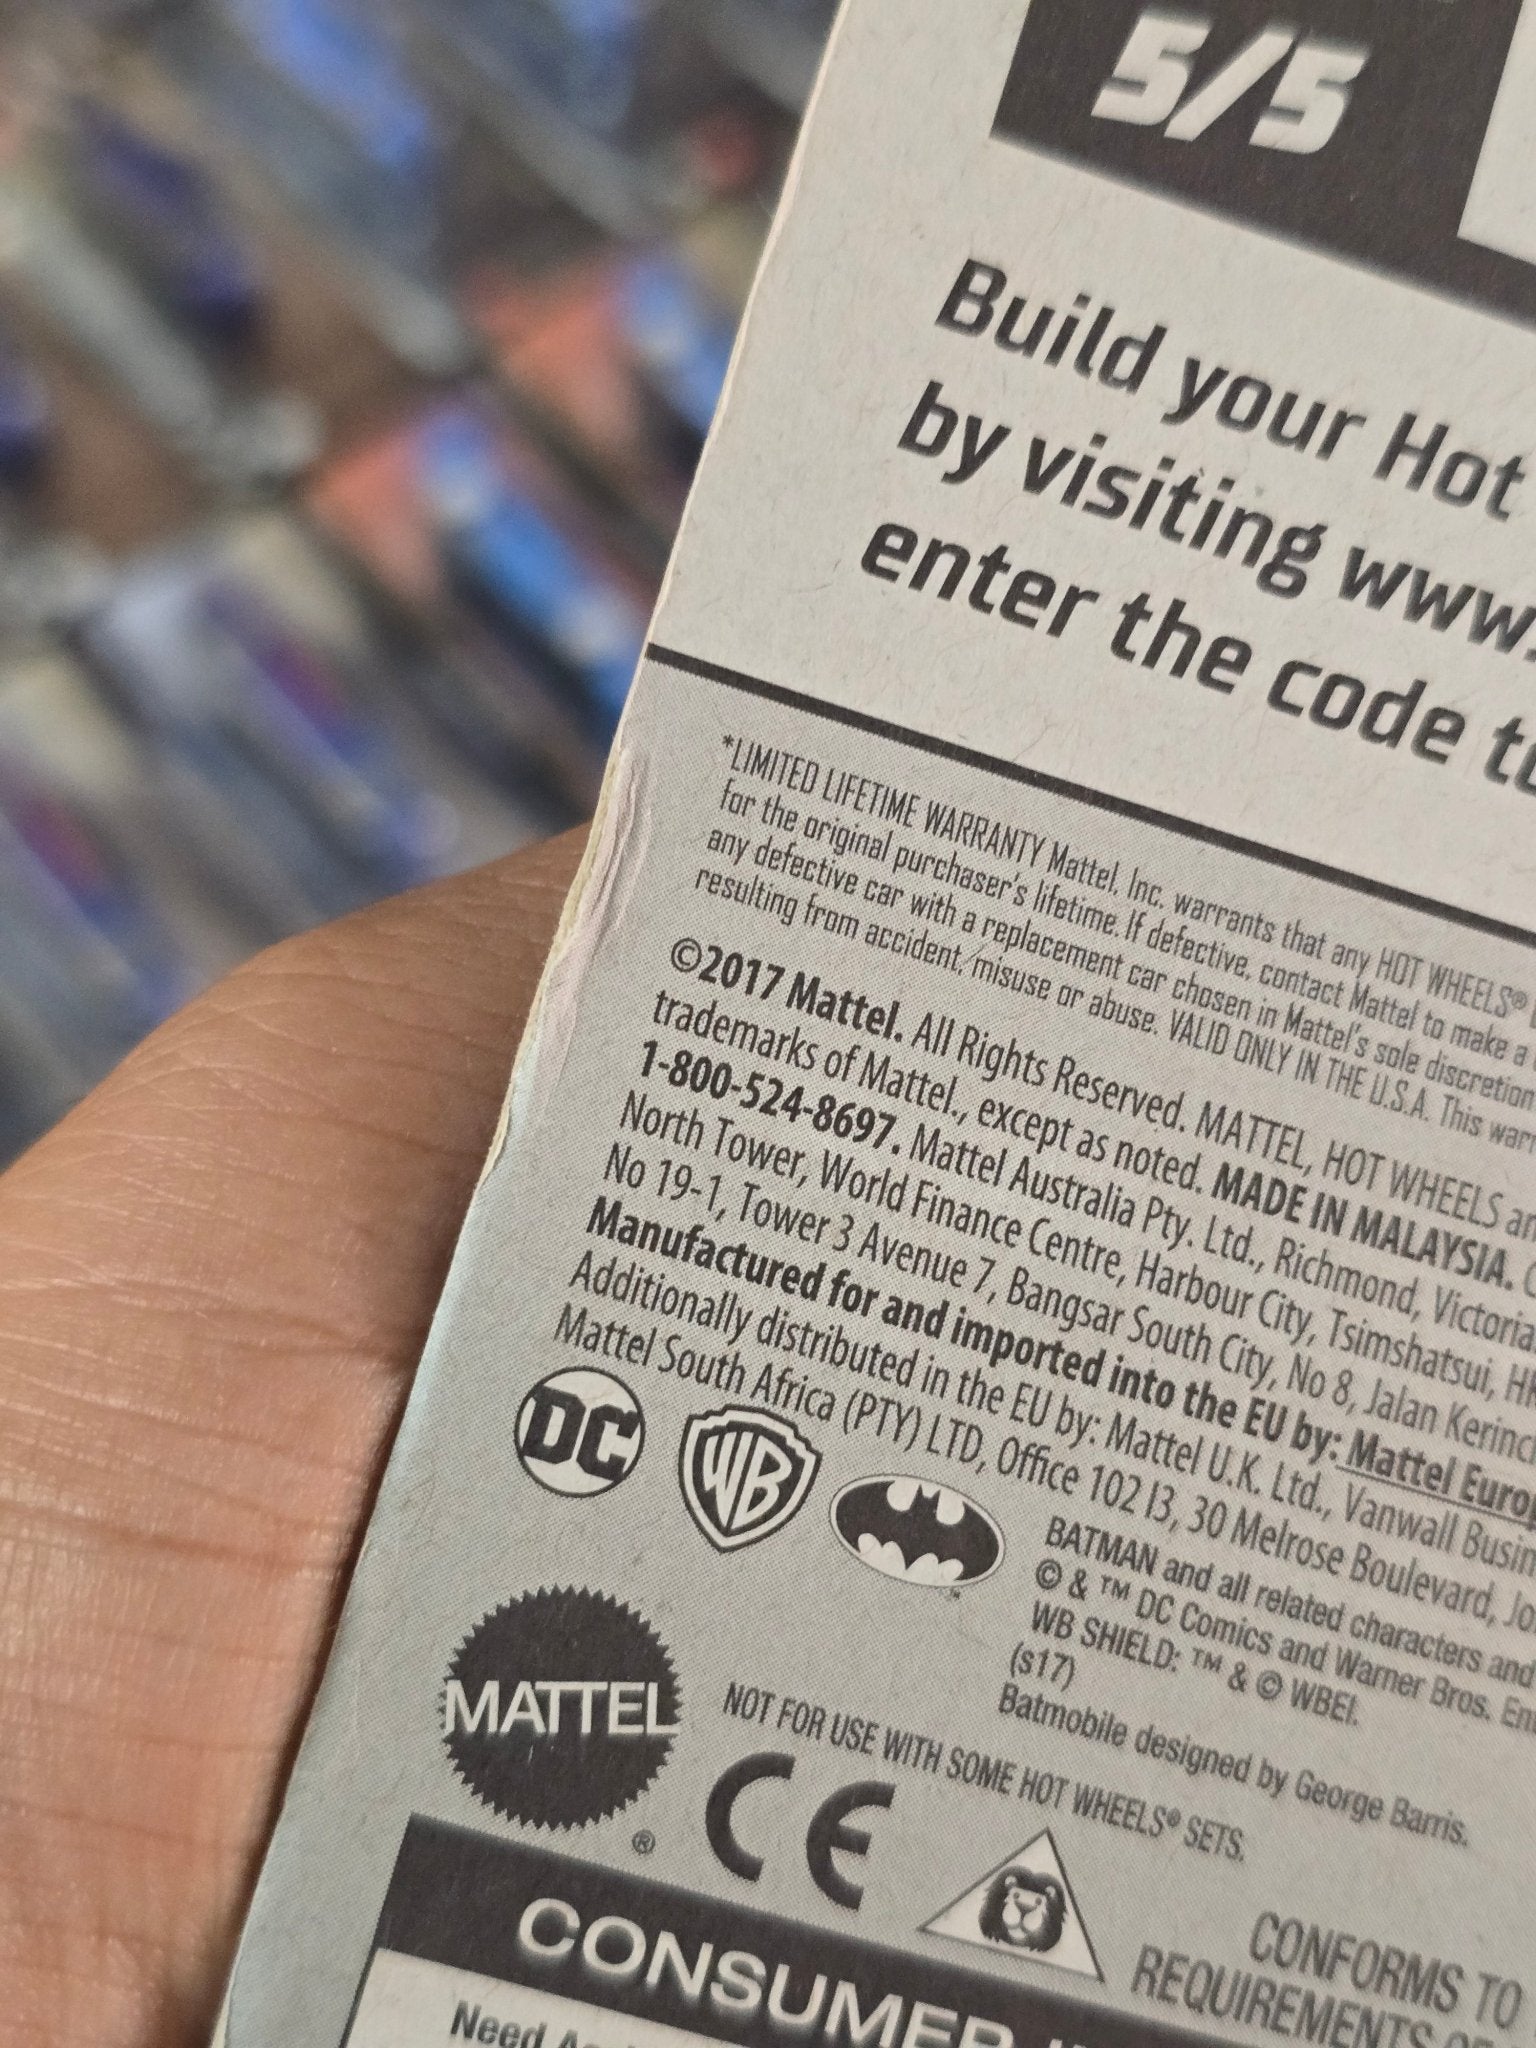 5/5
Build your Hot
by visiting www.
enter the code to
*LIMITED LIFETIME WARRANTY Mattel, Inc. warrants that any HOT WHEELS®
for the original purchaser's lifetime. If defective, contact Mattel to make a
any defective car with a replacement car chosen in Mattel's sole discretion
resulting from accident, misuse or abuse. VALID ONLY IN THE U.S.A. This
©2017 Mattel. All Rights Reserved. MATTEL, HOT WHEELS
trademarks of Mattel., except as noted. MADE IN MALAYSIA.
1-800-524-8697. Mattel Australia Pty. Ltd., Richmond, Victoria.
North Tower, World Finance Centre, Harbour City, Tsimshatsui, HK
No 19-1, Tower 3 Avenue 7, Bangsar South City, No 8, Jalan Kerinchi
Manufactured for and imported into the EU by: Mattel Europ
Additionally distributed in the EU by: Mattel U.K. Ltd., Vanwall Busin
Mattel South Africa (PTY) LTD, Office 102 I3, 30 Melrose Boulevard, Jo
DC
WB
BATMAN and all related characters and
© & ™ DC Comics and Warner Bros. Ent
WB SHIELD: ™ & © WBEI.
(s17)
Batmobile designed by George Barris.
MATTEL
®
NOT FOR USE WITH SOME HOT WHEELS® SETS.
CE
CONFORMS TO
REQUIREMENTS
CONSUMER
Need